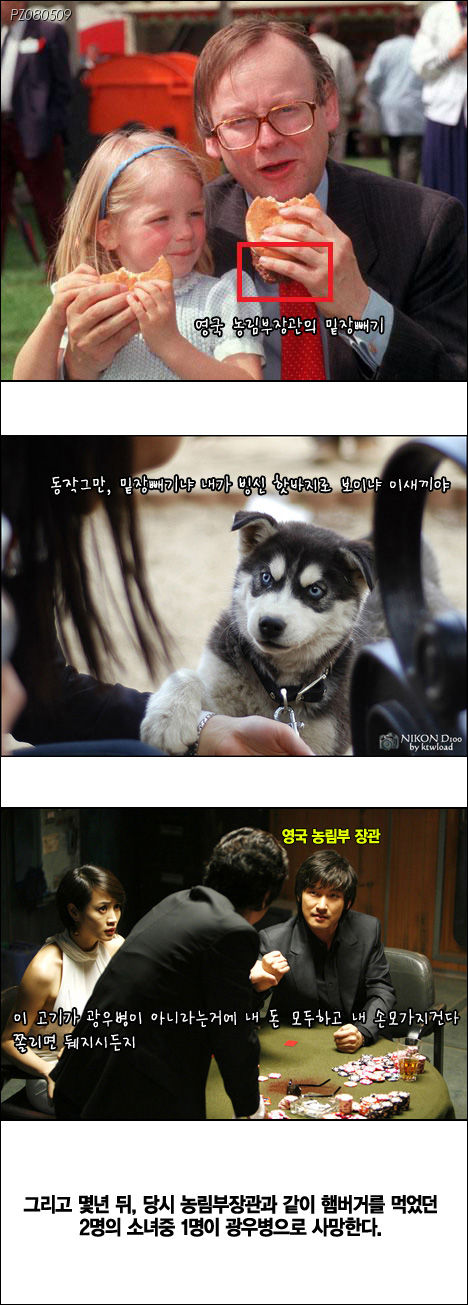 PZ080509
영국 농림부장관의 밑장빼기
동작그만, 밑장빼기냐 내가 빙신 핫바지로 보이냐 이새끼야
NIKON D100
by ktwload
영국 농림부 장관
이 고기가 광우병이 아니라는거에 내 돈 모두하고 내 손모가지건다
쫄리면 뒈지시든지
그리고 몇년 뒤, 당시 농림부장관과 같이 햄버거를 먹었던
2명의 소녀중 1명이 광우병으로 사망한다.